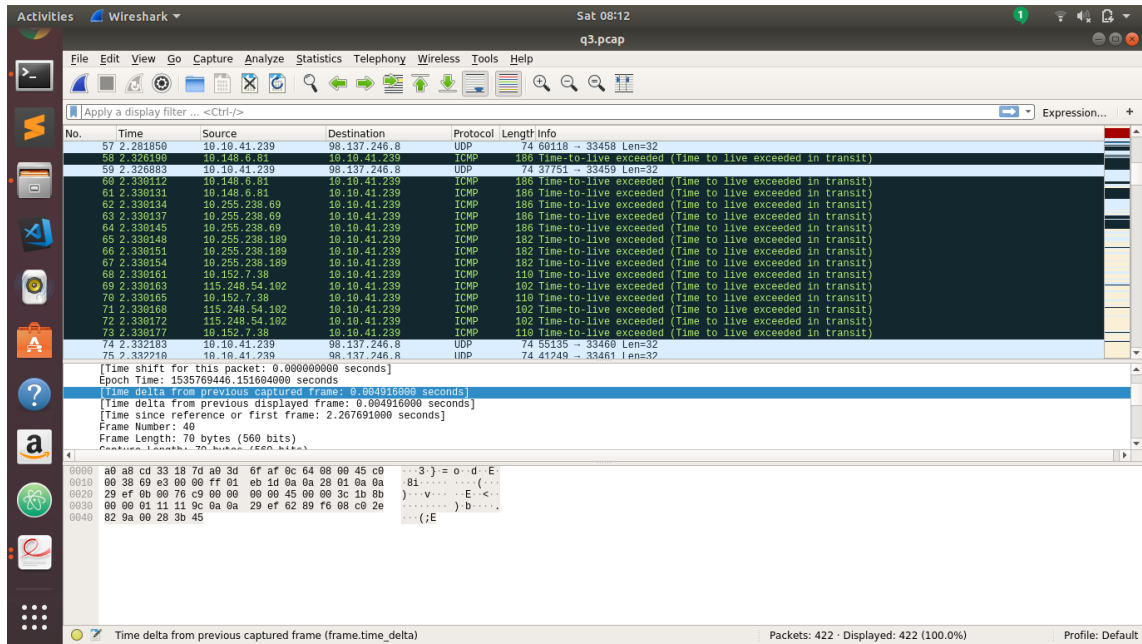 Activities Wireshark Sat 08:12 1
q3.pcap
File Edit View Go Capture Analyze Statistics Telephony Wireless Tools Help
Apply a display filter ... <Ctrl-/> Expression... +
No. Time Source Destination Protocol Length Info
57 2.281850 10.10.41.239 98.137.246.8 UDP 74 60118 → 33458 Len=32
58 2.326190 10.148.6.81 10.10.41.239 ICMP 186 Time-to-live exceeded (Time to live exceeded in transit)
59 2.326883 10.10.41.239 98.137.246.8 UDP 74 37751 → 33459 Len=32
60 2.330112 10.148.6.81 10.10.41.239 ICMP 186 Time-to-live exceeded (Time to live exceeded in transit)
61 2.330131 10.148.6.81 10.10.41.239 ICMP 186 Time-to-live exceeded (Time to live exceeded in transit)
62 2.330134 10.255.238.69 10.10.41.239 ICMP 186 Time-to-live exceeded (Time to live exceeded in transit)
63 2.330137 10.255.238.69 10.10.41.239 ICMP 186 Time-to-live exceeded (Time to live exceeded in transit)
64 2.330145 10.255.238.69 10.10.41.239 ICMP 186 Time-to-live exceeded (Time to live exceeded in transit)
65 2.330148 10.255.238.189 10.10.41.239 ICMP 182 Time-to-live exceeded (Time to live exceeded in transit)
66 2.330151 10.255.238.189 10.10.41.239 ICMP 182 Time-to-live exceeded (Time to live exceeded in transit)
67 2.330154 10.255.238.189 10.10.41.239 ICMP 182 Time-to-live exceeded (Time to live exceeded in transit)
68 2.330161 10.152.7.38 10.10.41.239 ICMP 110 Time-to-live exceeded (Time to live exceeded in transit)
69 2.330163 115.248.54.102 10.10.41.239 ICMP 102 Time-to-live exceeded (Time to live exceeded in transit)
70 2.330165 10.152.7.38 10.10.41.239 ICMP 110 Time-to-live exceeded (Time to live exceeded in transit)
71 2.330168 115.248.54.102 10.10.41.239 ICMP 102 Time-to-live exceeded (Time to live exceeded in transit)
72 2.330172 115.248.54.102 10.10.41.239 ICMP 102 Time-to-live exceeded (Time to live exceeded in transit)
73 2.330177 10.152.7.38 10.10.41.239 ICMP 110 Time-to-live exceeded (Time to live exceeded in transit)
74 2.332183 10.10.41.239 98.137.246.8 UDP 74 55135 → 33460 Len=32
75 2.332210 10.10.41.239 98.137.246.8 UDP 74 41249 → 33461 Len=32
[Time shift for this packet: 0.000000000 seconds]
Epoch Time: 1535769446.151604000 seconds
[Time delta from previous captured frame: 0.004916000 seconds]
[Time delta from previous displayed frame: 0.004916000 seconds]
[Time since reference or first frame: 2.267691000 seconds]
Frame Number: 40
Frame Length: 70 bytes (560 bits)
Capture Length: 70 bytes (560 bits)
0000 a0 a8 cd 33 18 7d a0 3d 6f af 0c 64 08 00 45 c0 ···3·}·= o··d··E·
0010 00 38 69 e3 00 00 ff 01 eb 1d 0a 0a 28 01 0a 0a ·8i····· ····(···
0020 29 ef 0b 00 76 c9 00 00 00 00 45 00 00 3c 1b 8b )···v··· ··E··<··
0030 00 00 01 11 11 9c 0a 0a 29 ef 62 89 f6 08 c0 2e ········ )·b····.
0040 82 9a 00 28 3b 45 ···(;E
Time delta from previous captured frame (frame.time_delta) Packets: 422 · Displayed: 422 (100.0%) Profile: Default